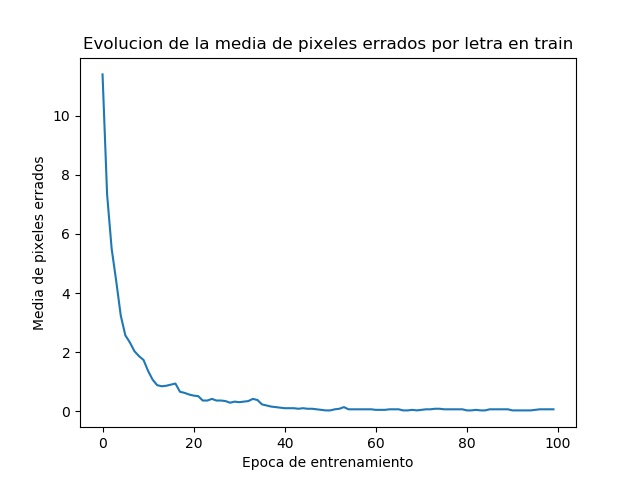 Evolucion de la media de pixeles errados por letra en train
Media de pixeles errados
10
8
6
4
2
0
0 20 40 60 80 100
Epoca de entrenamiento